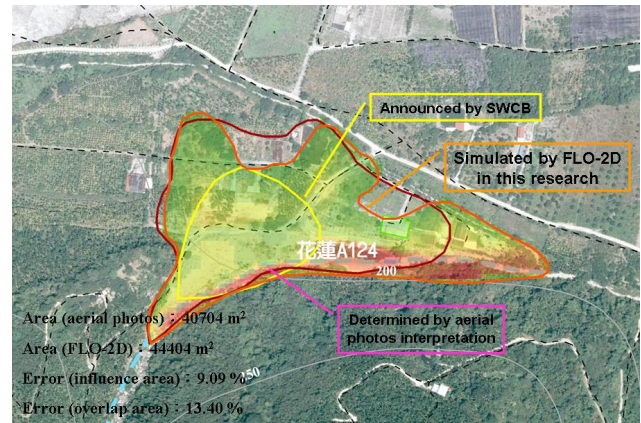 Announced by SWCB
Simulated by FLO-2D
in this research
花蓮A124
200
Determined by aerial
photos interpretation
Area (aerial photos)：40704 m²
Area (FLO-2D)：44404 m²
Error (influence area)：9.09 %
250
Error (overlap area)：13.40 %